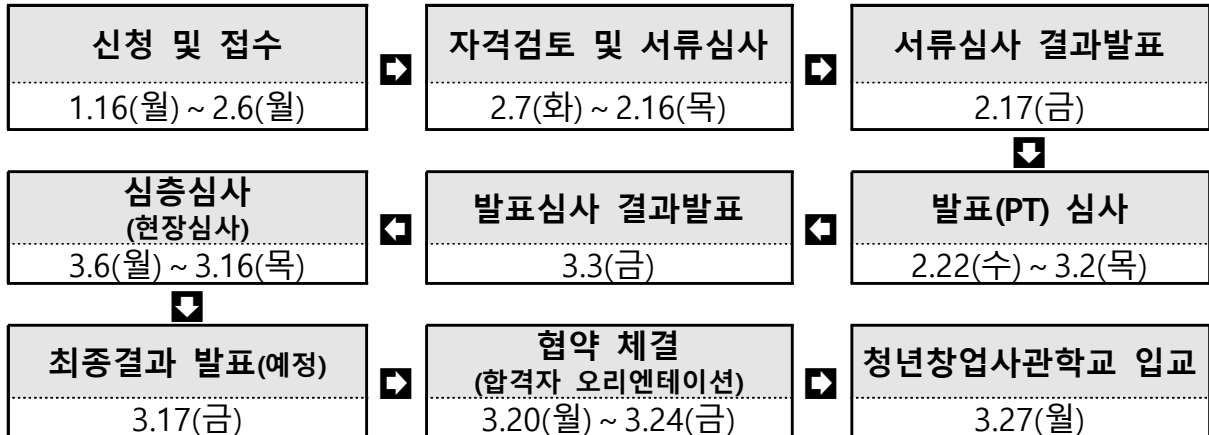 신청 및 접수
1.16(월) ~ 2.6(월)
자격검토 및 서류심사
2.7(화) ~ 2.16(목)
서류심사 결과발표
2.17(금)
발표(PT) 심사
2.22(수) ~ 3.2(목)
발표심사 결과발표
3.3(금)
심층심사
(현장심사)
3.6(월) ~ 3.16(목)
최종결과 발표(예정)
3.17(금)
협약 체결
(합격자 오리엔테이션)
3.20(월) ~ 3.24(금)
청년창업사관학교 입교
3.27(월)